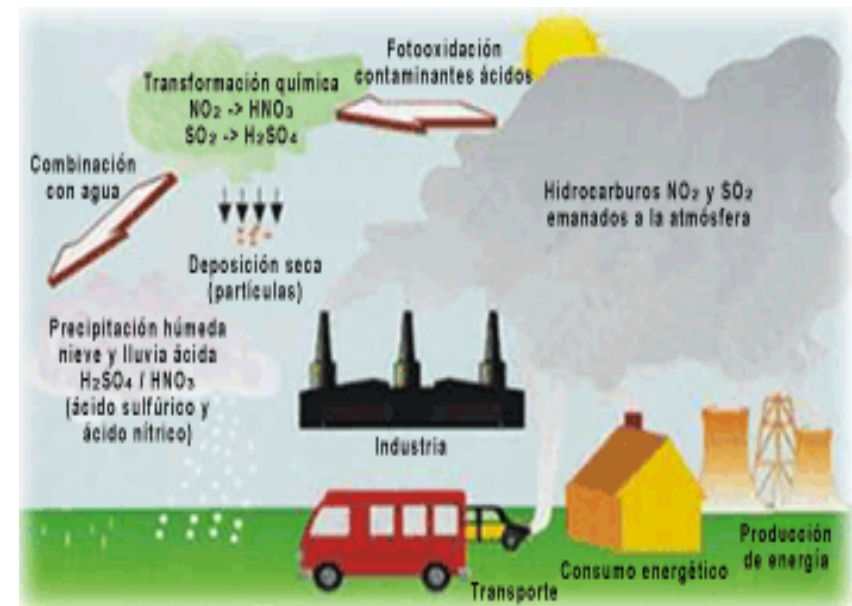 Fotooxidación
contaminantes ácidos
Transformación química
NO₂ -> HNO₃
SO₂ -> H₂SO₄
Combinación
con agua
Hidrocarburos NO₂ y SO₂
emanados a la atmósfera
Deposición seca
(partículas)
Precipitación húmeda
nieve y lluvia ácida
H₂SO₄ / HNO₃
(ácido sulfúrico y
ácido nítrico)
Industria
Transporte
Consumo energético
Producción
de energía